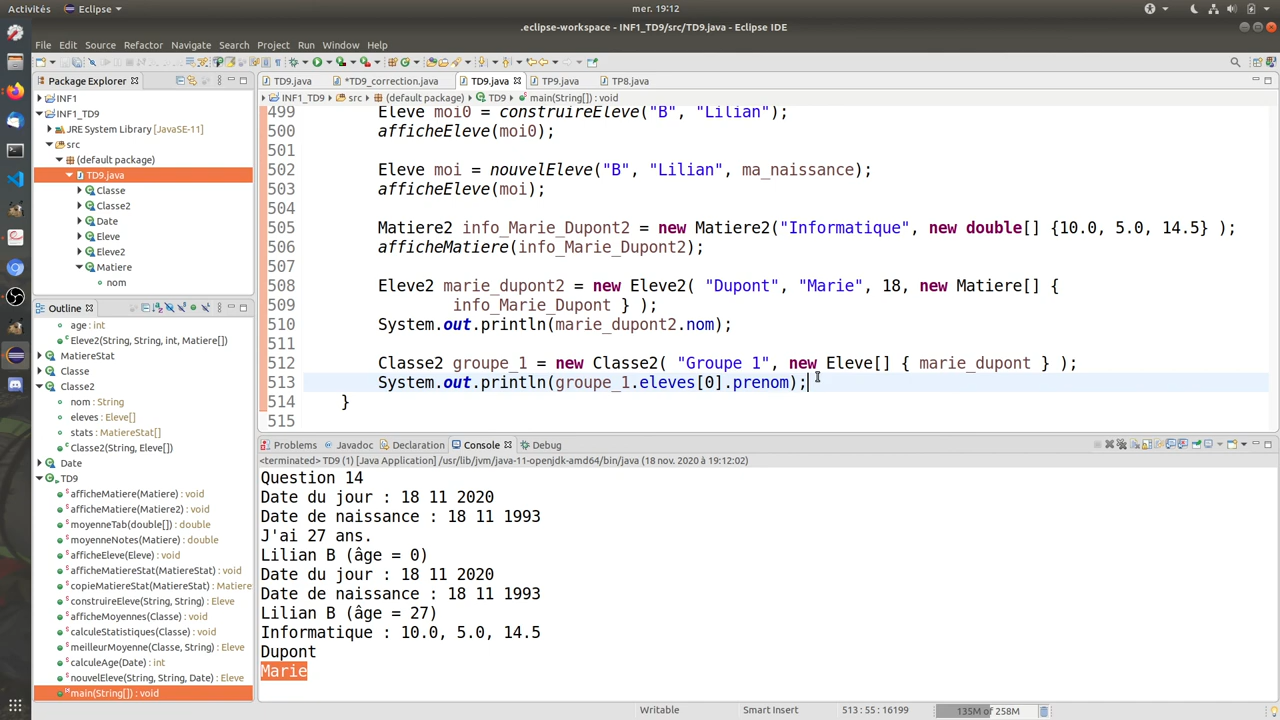 Activités Eclipse mer. 19:12
.eclipse-workspace - INF1_TD9/src/TD9.java - Eclipse IDE
File Edit Source Refactor Navigate Search Project Run Window Help
Package Explorer
INF1
INF1_TD9
JRE System Library [JavaSE-11]
src
(default package)
TD9.java
Classe
Classe2
Date
Eleve
Eleve2
Matiere
nom
Outline
age : int
Eleve2(String, String, int, Matiere[])
MatiereStat
Classe
Classe2
nom : String
eleves : Eleve[]
stats : MatiereStat[]
Classe2(String, Eleve[])
Date
TD9
afficheMatiere(Matiere) : void
afficheMatiere(Matiere2) : void
moyenneTab(double[]) : double
moyenneNotes(Matiere) : double
afficheEleve(Eleve) : void
afficheMatiereStat(MatiereStat) : void
copieMatiereStat(MatiereStat) : Matiere
construireEleve(String, String) : Eleve
afficheMoyennes(Classe) : void
calculeStatistiques(Classe) : void
meilleurMoyenne(Classe, String) : Eleve
calculeAge(Date) : int
nouvelEleve(String, String, Date) : Eleve
main(String[]) : void
TD9.java *TD9_correction.java TD9.java TP9.java TP8.java
INF1_TD9 src (default package) TD9 main(String[]) : void
499 Eleve moi0 = construireEleve("B", "Lilian");
500 afficheEleve(moi0);
501
502 Eleve moi = nouvelEleve("B", "Lilian", ma_naissance);
503 afficheEleve(moi);
504
505 Matiere2 info_Marie_Dupont2 = new Matiere2("Informatique", new double[] {10.0, 5.0, 14.5} );
506 afficheMatiere(info_Marie_Dupont2);
507
508 Eleve2 marie_dupont2 = new Eleve2( "Dupont", "Marie", 18, new Matiere[] {
509 info_Marie_Dupont } );
510 System.out.println(marie_dupont2.nom);
511
512 Classe2 groupe_1 = new Classe2( "Groupe 1", new Eleve[] { marie_dupont } );
513 System.out.println(groupe_1.eleves[0].prenom);
514 }
515
Problems Javadoc Declaration Console Debug
<terminated> TD9 (1) [Java Application] /usr/lib/jvm/java-11-openjdk-amd64/bin/java (18 nov. 2020 à 19:12:02)
Question 14
Date du jour : 18 11 2020
Date de naissance : 18 11 1993
J'ai 27 ans.
Lilian B (âge = 0)
Date du jour : 18 11 2020
Date de naissance : 18 11 1993
Lilian B (âge = 27)
Informatique : 10.0, 5.0, 14.5
Dupont
Marie
Writable Smart Insert 513 : 55 : 16199 135M of 258M